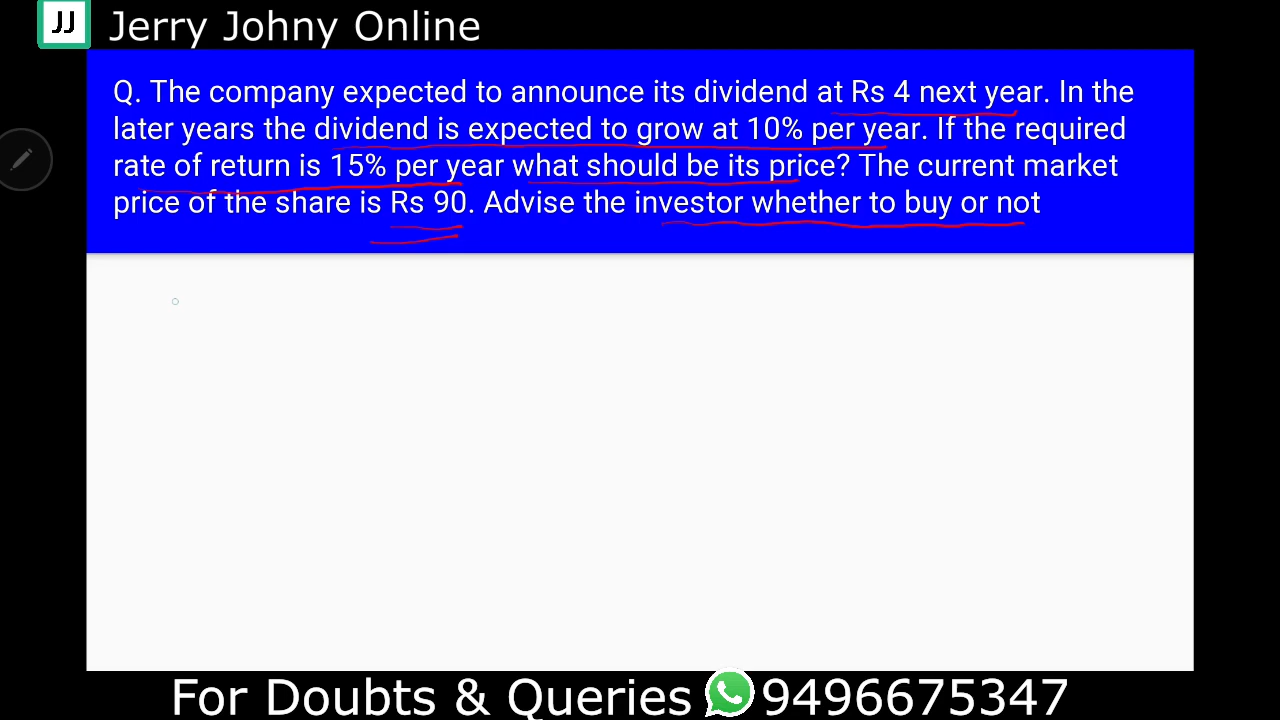 JJ Jerry Johny Online
Q. The company expected to announce its dividend at Rs 4 next year. In the
later years the dividend is expected to grow at 10% per year. If the required
rate of return is 15% per year what should be its price? The current market
price of the share is Rs 90. Advise the investor whether to buy or not
For Doubts & Queries 9496675347